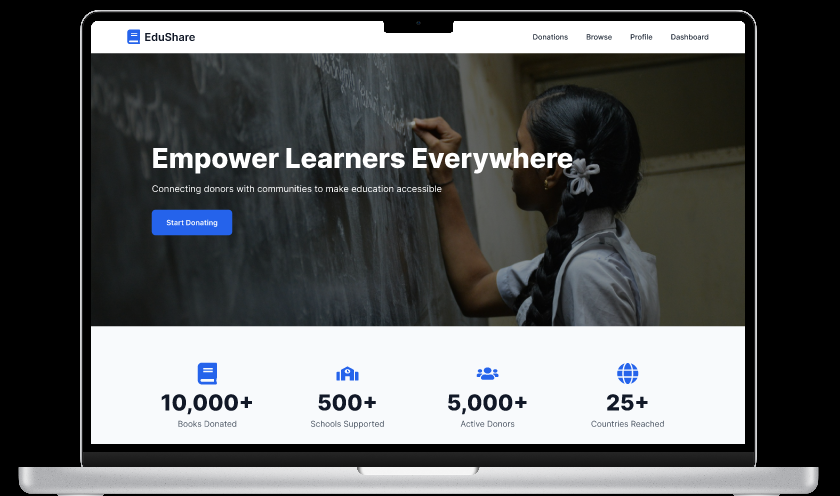 EduShare
Donations Browse Profile Dashboard
Empower Learners Everywhere
Connecting donors with communities to make education accessible
Start Donating
10,000+ 500+ 5,000+ 25+
Books Donated Schools Supported Active Donors Countries Reached